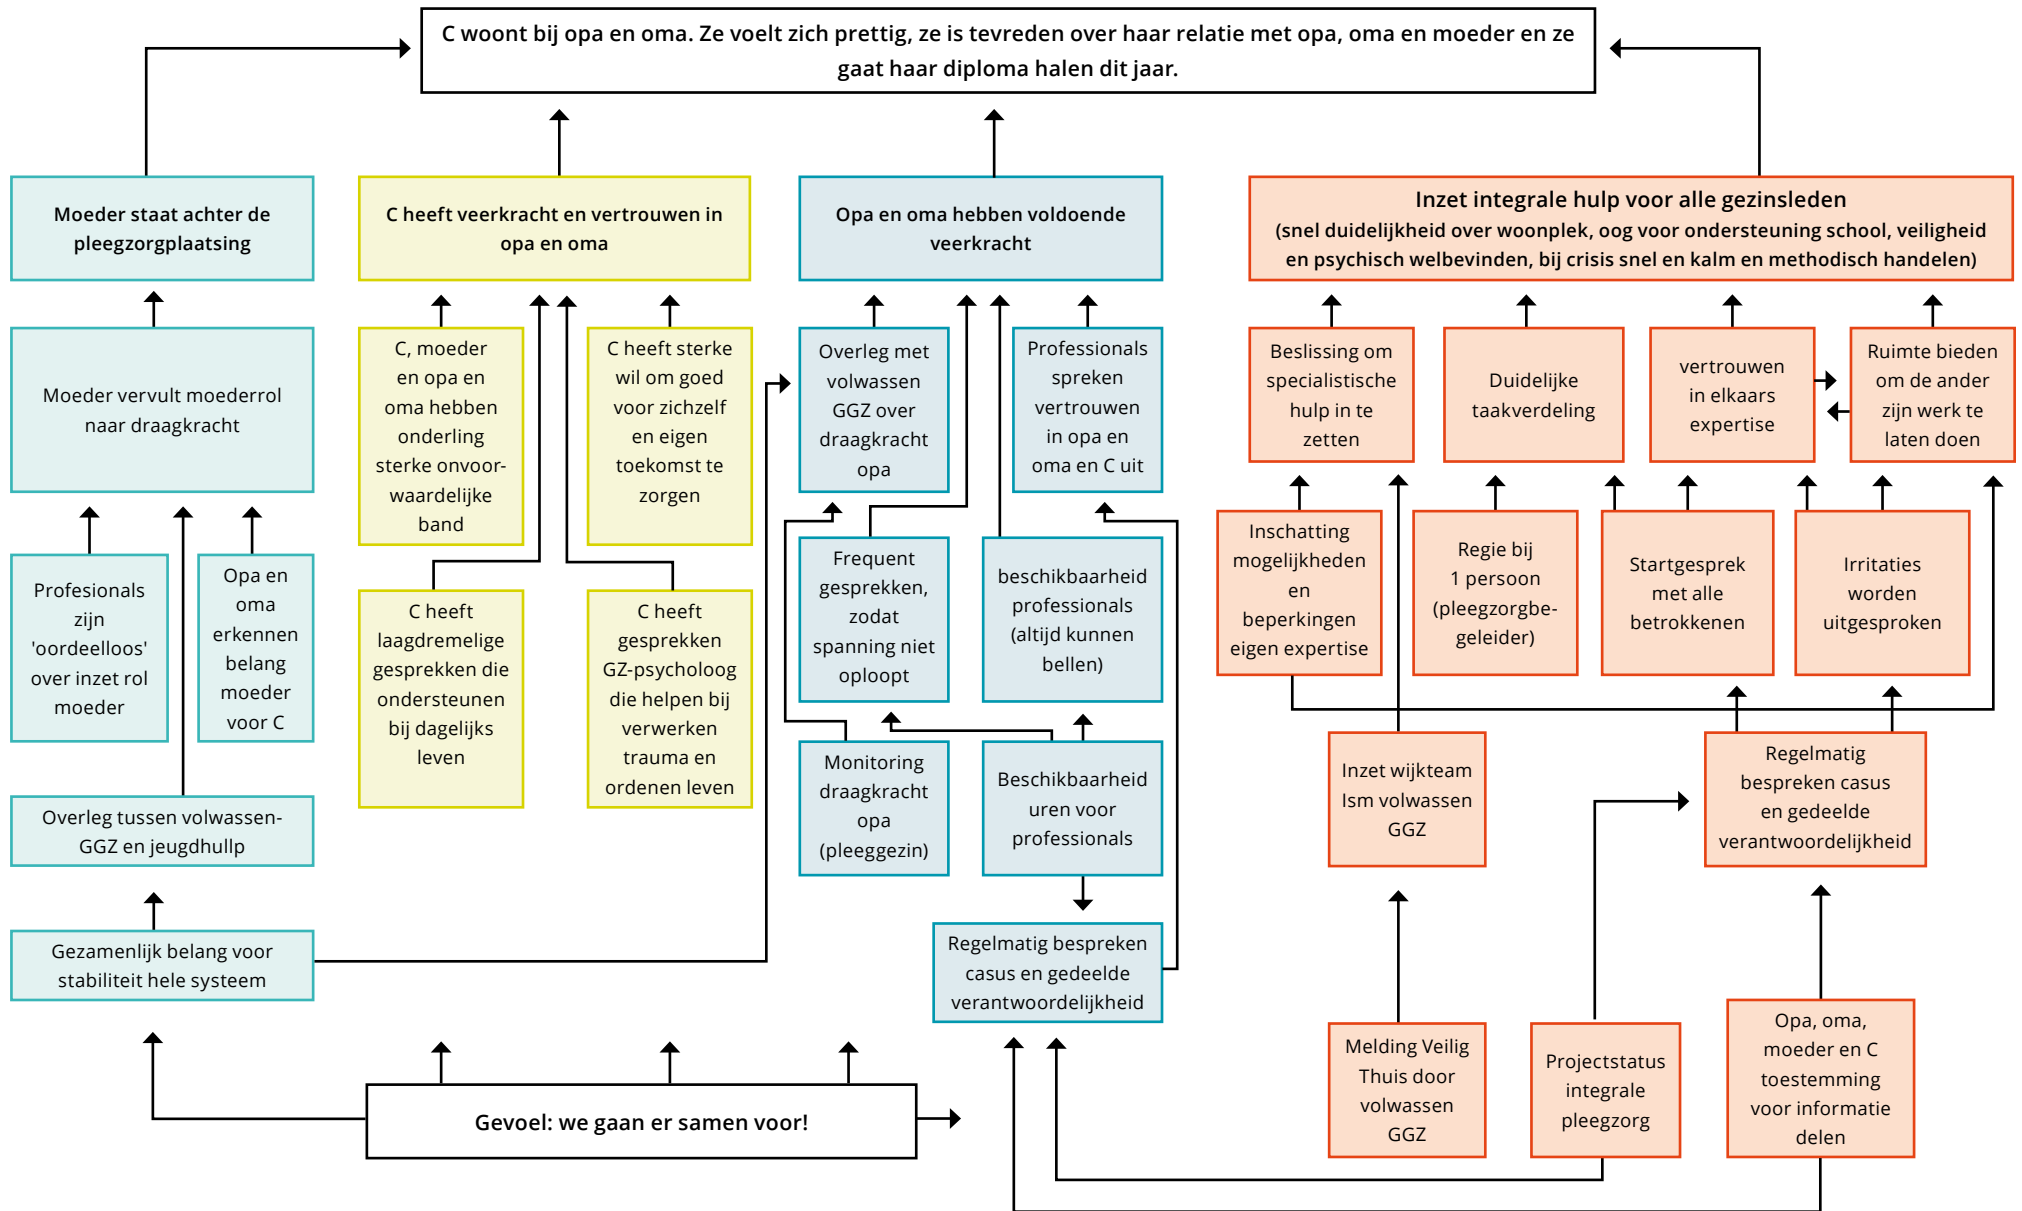 C woont bij opa en oma. Ze voelt zich prettig, ze is tevreden over haar relatie met opa, oma en moeder en ze
gaat haar diploma halen dit jaar.
Moeder staat achter de
pleegzorgplaatsing
C heeft veerkracht en vertrouwen in
opa en oma
Opa en oma hebben voldoende
veerkracht
Inzet integrale hulp voor alle gezinsleden
(snel duidelijkheid over woonplek, oog voor ondersteuning school, veiligheid
en psychisch welbevinden, bij crisis snel en kalm en methodisch handelen)
Moeder vervult moederrol
naar draagkracht
C, moeder
en opa en
oma hebben
onderling
sterke onvoor-
waardelijke
band
C heeft sterke
wil om goed
voor zichzelf
en eigen
toekomst te
zorgen
Overleg met
volwassen
GGZ over
draagkracht
opa
Professionals
spreken
vertrouwen
in opa en
oma en C uit
Beslissing om
specialistische
hulp in te
zetten
Duidelijke
taakverdeling
vertrouwen
in elkaars
expertise
Ruimte bieden
om de ander
zijn werk te
laten doen
Profesionals
zijn
'oordeelloos'
over inzet rol
moeder
Opa en
oma
erkennen
belang
moeder
voor C
C heeft
laagdremelige
gesprekken die
ondersteunen
bij dagelijks
leven
C heeft
gesprekken
GZ-psycholoog
die helpen bij
verwerken
trauma en
ordenen leven
Frequent
gesprekken,
zodat
spanning niet
oploopt
beschikbaarheid
professionals
(altijd kunnen
bellen)
Inschatting
mogelijkheden
en
beperkingen
eigen expertise
Regie bij
1 persoon
(pleegzorgbe-
geleider)
Startgesprek
met alle
betrokkenen
Irritaties
worden
uitgesproken
Overleg tussen volwassen-
GGZ en jeugdhullp
Monitoring
draagkracht
opa
(pleeggezin)
Beschikbaarheid
uren voor
professionals
Inzet wijkteam
Ism volwassen
GGZ
Regelmatig
bespreken casus
en gedeelde
verantwoordelijkheid
Gezamenlijk belang voor
stabiliteit hele systeem
Regelmatig bespreken
casus en gedeelde
verantwoordelijkheid
Melding Veilig
Thuis door
volwassen
GGZ
Projectstatus
integrale
pleegzorg
Opa, oma,
moeder en C
toestemming
voor informatie
delen
Gevoel: we gaan er samen voor!